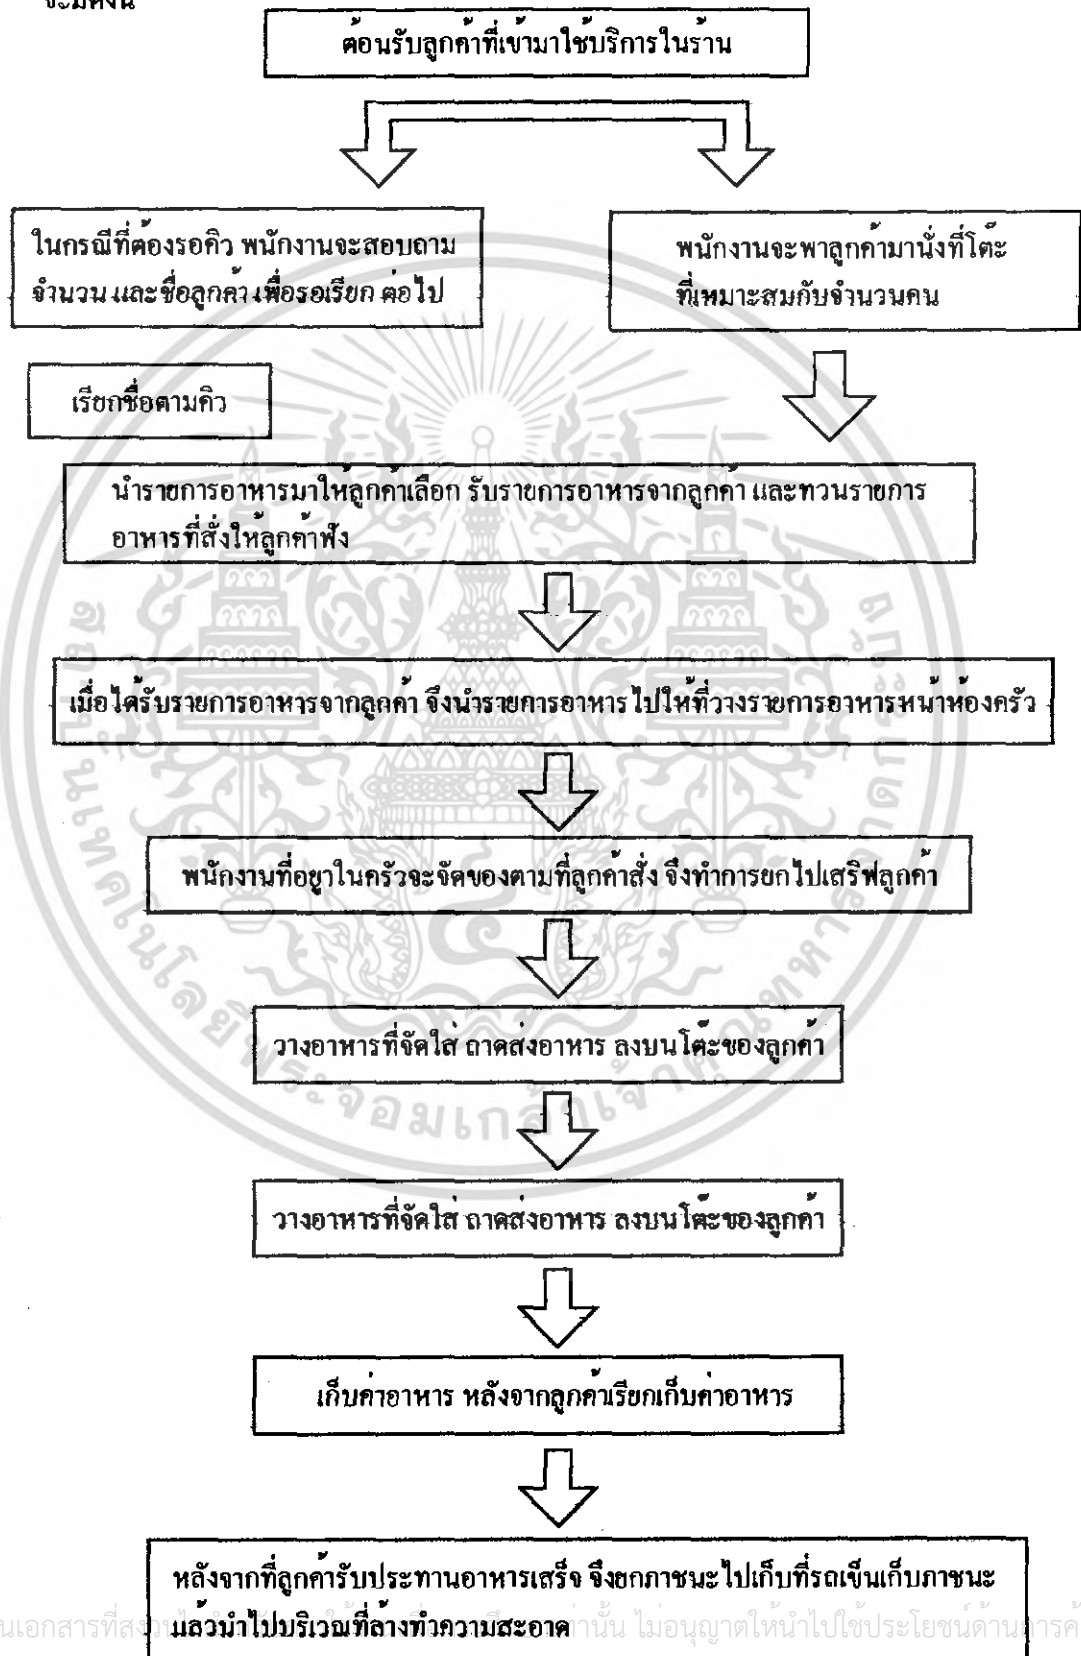 จะมีดังนี้
ต้อนรับลูกค้าที่เข้ามาใช้บริการในร้าน
ในกรณีที่ต้องรอคิว พนักงานจะสอบถาม
จำนวน และชื่อลูกค้า เพื่อรอเรียก ต่อไป
พนักงานจะพาลูกค้ามานั่งที่โต๊ะ
ที่เหมาะสมกับจำนวนคน
เรียกชื่อตามคิว
นำรายการอาหารมาให้ลูกค้าเลือก รับรายการอาหารจากลูกค้า และทวนรายการ
อาหารที่สั่งให้ลูกค้าฟัง
เมื่อได้รับรายการอาหารจากลูกค้า จึงนำรายการอาหารไปให้ที่วางรายการอาหารหน้าห้องครัว
พนักงานที่อยู่ในครัวจะจัดของตามที่ลูกค้าสั่ง จึงทำการยกไปเสริฟลูกค้า
วางอาหารที่จัดใส่ ถาดส่งอาหาร ลงบนโต๊ะของลูกค้า
วางอาหารที่จัดใส่ ถาดส่งอาหาร ลงบนโต๊ะของลูกค้า
เก็บค่าอาหาร หลังจากลูกค้าเรียกเก็บค่าอาหาร
หลังจากที่ลูกค้ารับประทานอาหารเสร็จ จึงยกภาชนะไปเก็บที่รถเข็นเก็บภาชนะ
แล้วนำไปบริเวณที่ล้างทำความสะอาด
ไม่อนุญาตให้นำไปใช้ประโยชน์ด้านการค้